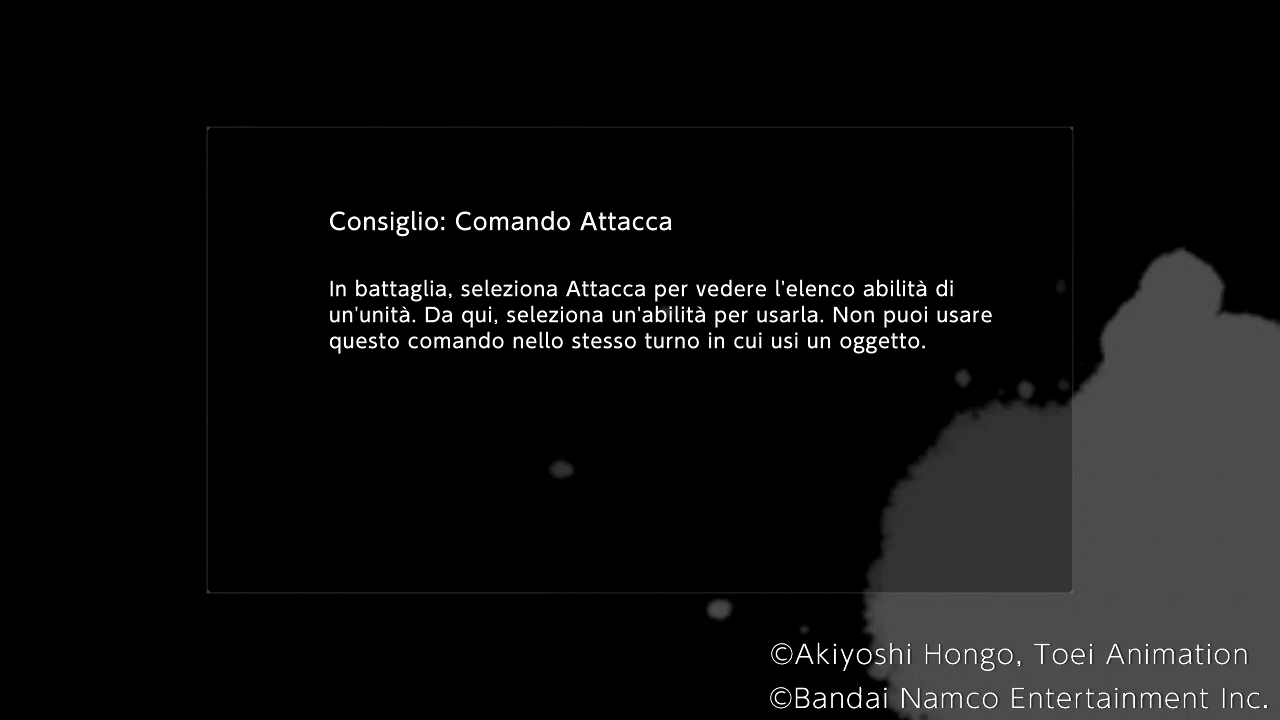 Consiglio: Comando Attacca
In battaglia, seleziona Attacca per vedere l'elenco abilità di
un'unità. Da qui, seleziona un'abilità per usarla. Non puoi usare
questo comando nello stesso turno in cui usi un oggetto.
©Akiyoshi Hongo, Toei Animation
©Bandai Namco Entertainment Inc.